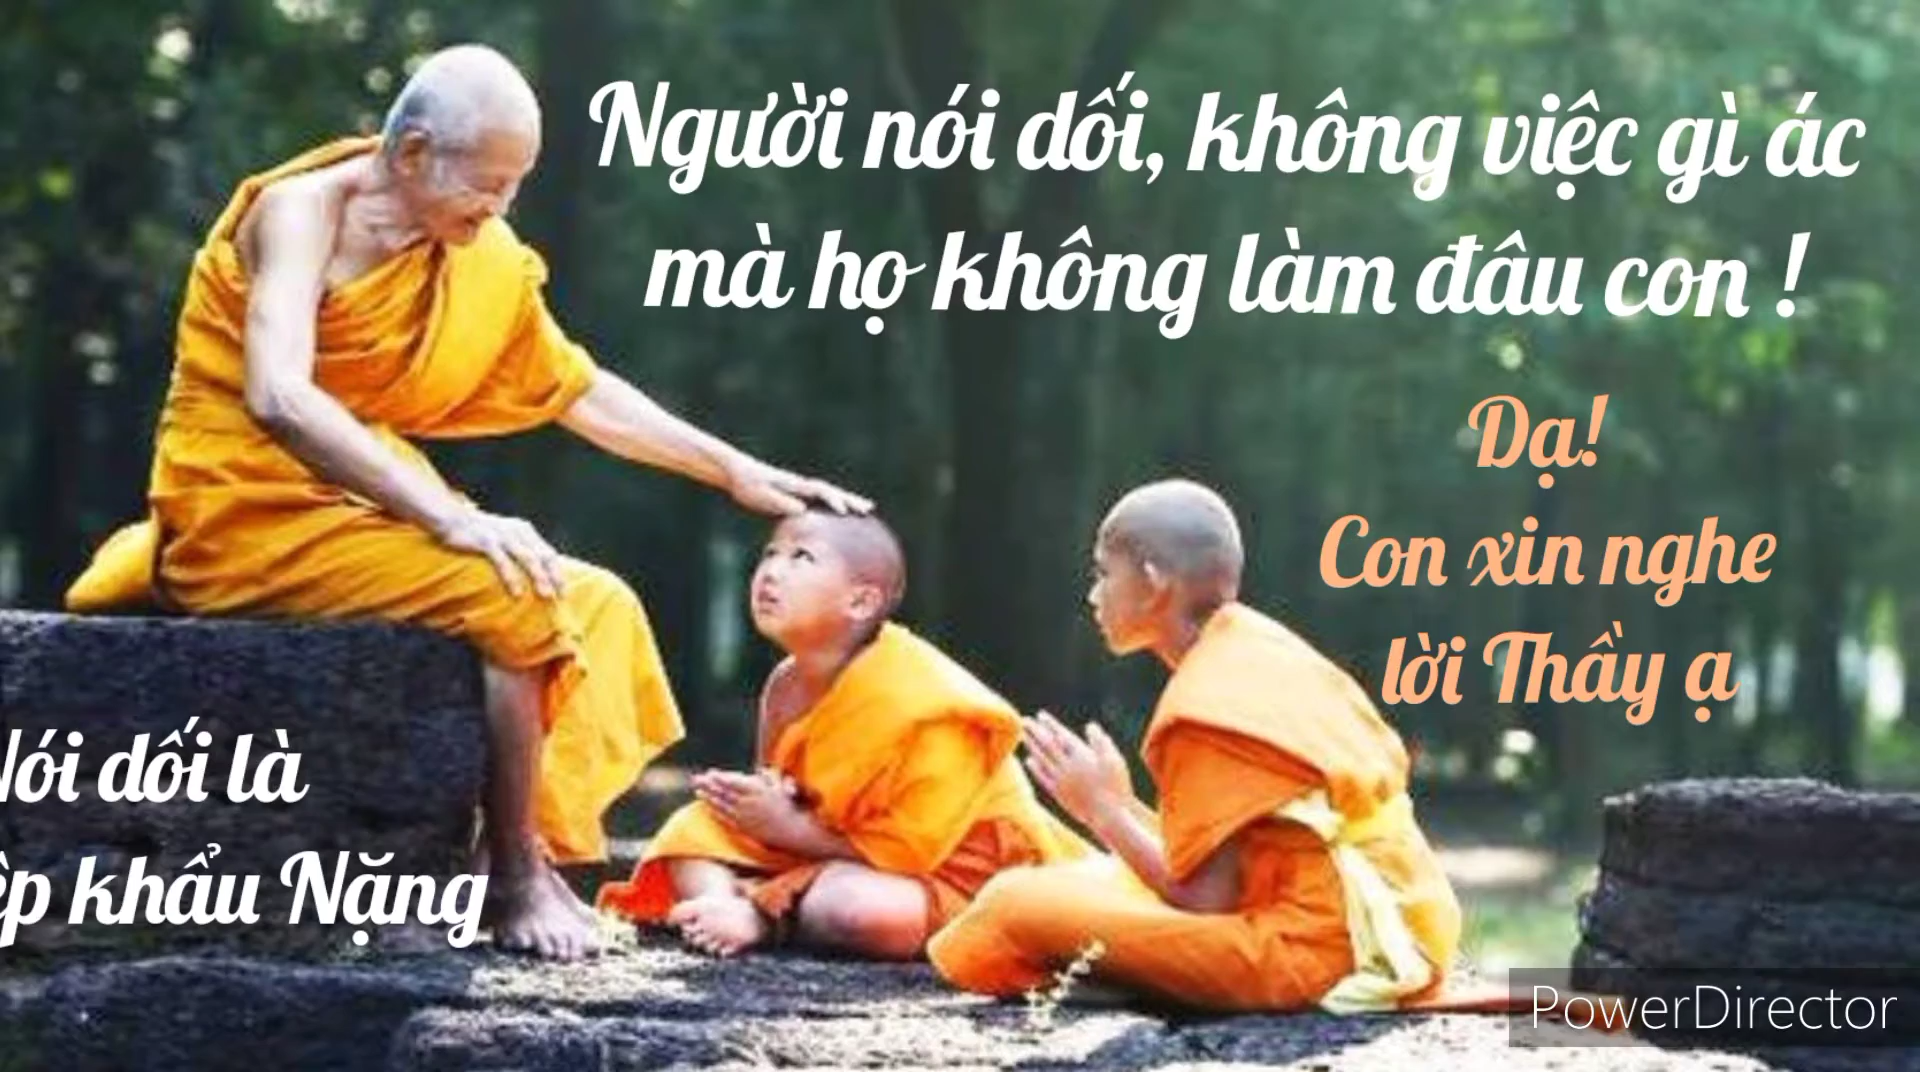 Người nói dối, không việc gì ác
mà họ không làm đâu con !
Dạ!
Con xin nghe
lời Thầy ạ
Nói dối là
khẩu Nặng
PowerDirector